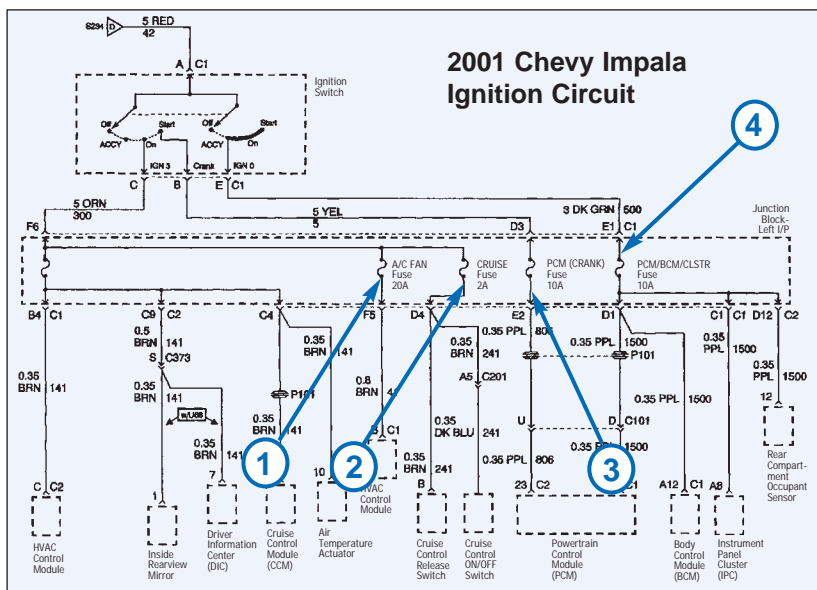 2001 Chevy Impala
Ignition Circuit
6294 D
5 RED
42
A C1
Ignition
Switch
Off
ACCY
On
Start
Off
ACCY
On
Start
IGN 3
Crank
IGN 0
C
B
E C1
4
5 ORN
300
5 YEL
5
3 DK GRN 500
Junction
Block-
Left I/P
F6
D3
E1 C1
A/C FAN
Fuse
20A
CRUISE
Fuse
2A
PCM (CRANK)
Fuse
10A
PCM/BCM/CLSTR
Fuse
10A
B4 C1
C9 C2
C4
F5
D4
E2
D1
C1 C1
D12 C2
0.5
BRN 141
S C373
0.35
BRN 141
0.35
BRN 241
0.35 PPL 806
0.35 PPL 1500
P101
0.35
PPL 1500
0.35
PPL 1500
0.35
BRN 141
0.35
BRN 141
w/U68
P101
0.8
BRN
A5 C201
0.35 PPL 1500
12
0.35
BRN 141
0.35
BRN 141
B C1
0.35
DK BLU 241
U
D C101
1
2
3
0.35
BRN 241
0.35 PPL 806
0.35 PPL 1500
Rear
Compart-
ment
Occupant
Sensor
C C2
1
7
10
B
23 C2
C1
A12 C1
A8
HVAC
Control
Module
HVAC
Control
Module
Inside
Rearview
Mirror
Driver
Information
Center
(DIC)
Cruise
Control
Module
(CCM)
Air
Temperature
Actuator
Cruise
Control
Release
Switch
Cruise
Control
ON/OFF
Switch
Powertrain
Control
Module
(PCM)
Body
Control
Module
(BCM)
Instrument
Panel
Cluster
(IPC)